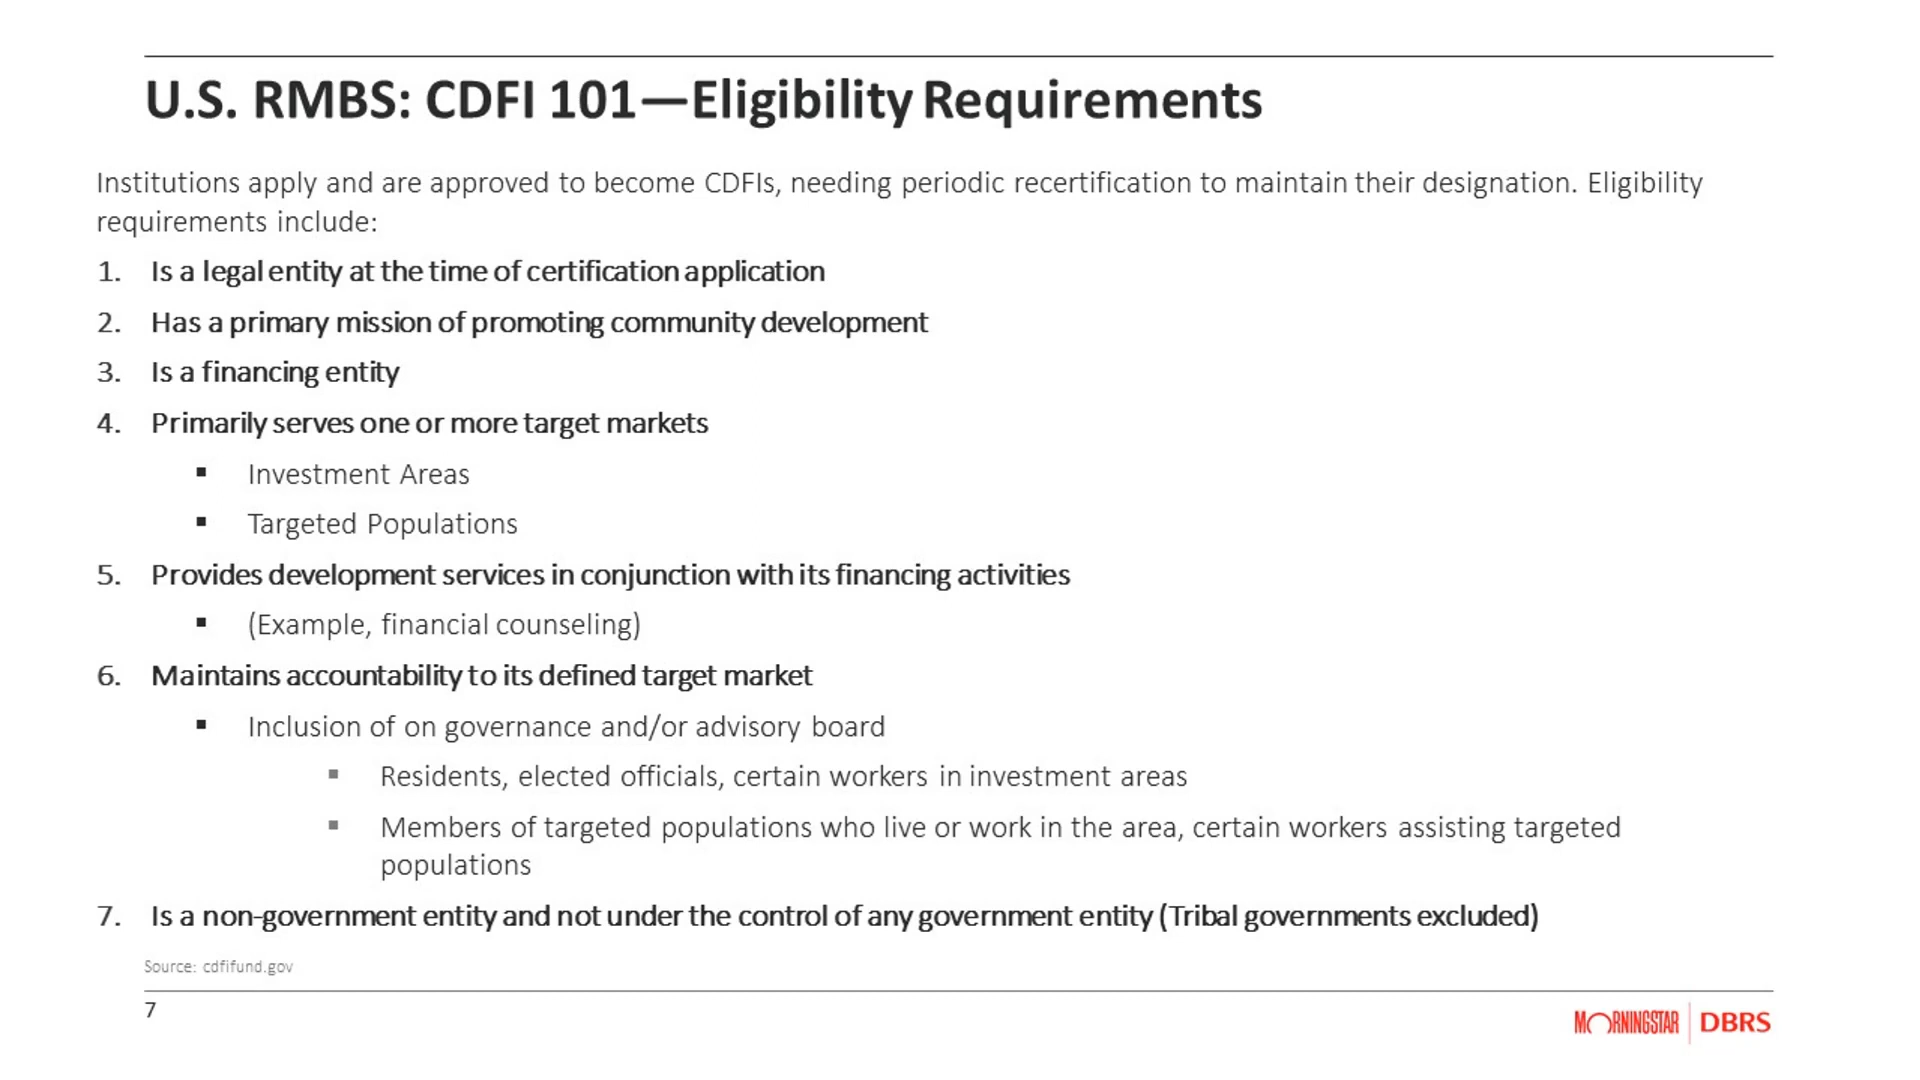 U.S. RMBS: CDFI 101—Eligibility Requirements
Institutions apply and are approved to become CDFIs, needing periodic recertification to maintain their designation. Eligibility
requirements include:
1. Is a legal entity at the time of certification application
2. Has a primary mission of promoting community development
3. Is a financing entity
4. Primarily serves one or more target markets
▪ Investment Areas
▪ Targeted Populations
5. Provides development services in conjunction with its financing activities
▪ (Example, financial counseling)
6. Maintains accountability to its defined target market
▪ Inclusion of on governance and/or advisory board
▪ Residents, elected officials, certain workers in investment areas
▪ Members of targeted populations who live or work in the area, certain workers assisting targeted
populations
7. Is a non-government entity and not under the control of any government entity (Tribal governments excluded)
Source: cdfifund.gov
7
MORNINGSTAR | DBRS